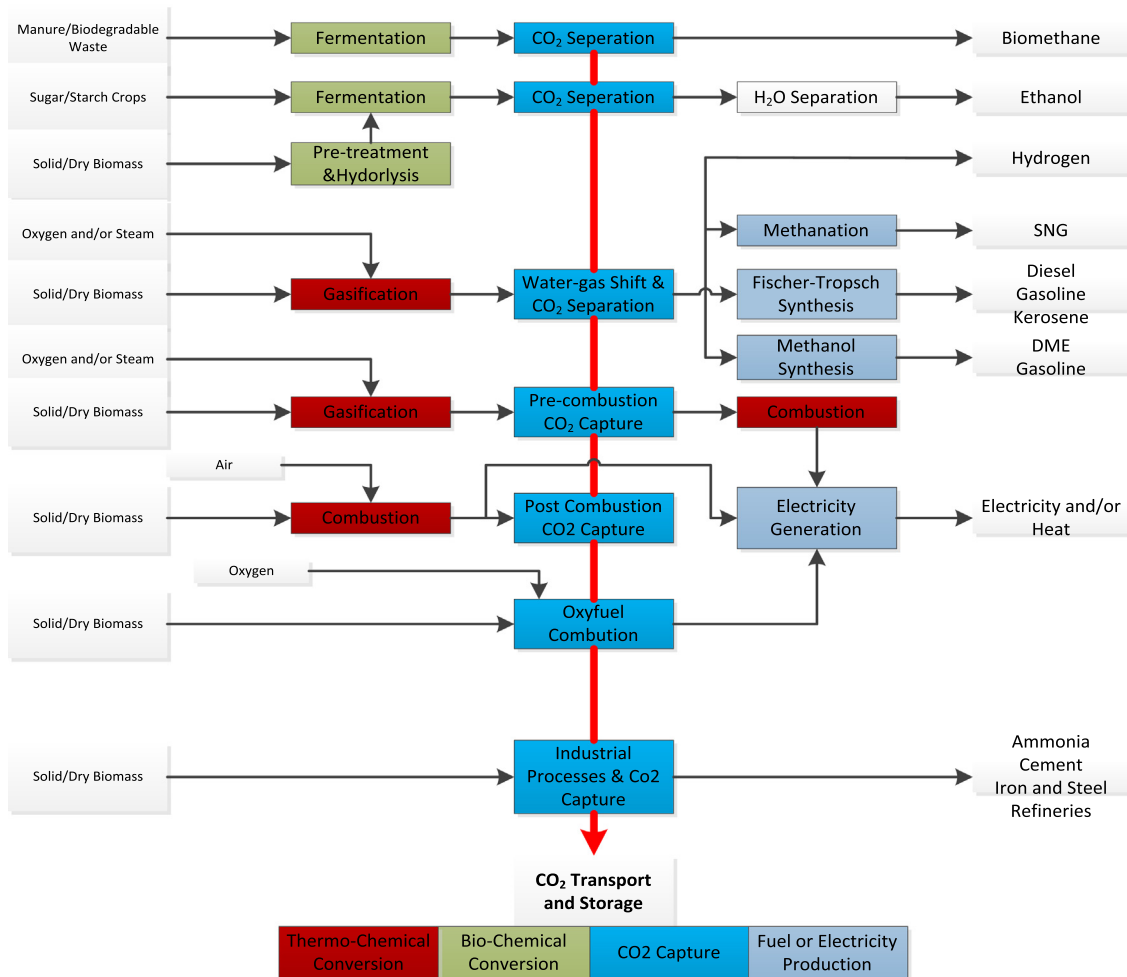 Manure/Biodegradable
Waste
Fermentation
CO₂ Seperation
Biomethane
Sugar/Starch Crops
Fermentation
CO₂ Seperation
H₂O Separation
Ethanol
Solid/Dry Biomass
Pre-treatment
&Hydorlysis
Hydrogen
Oxygen and/or Steam
Methanation
SNG
Solid/Dry Biomass
Gasification
Water-gas Shift &
CO₂ Separation
Fischer-Tropsch
Synthesis
Diesel
Gasoline
Kerosene
Oxygen and/or Steam
Methanol
Synthesis
DME
Gasoline
Solid/Dry Biomass
Gasification
Pre-combustion
CO₂ Capture
Combustion
Air
Solid/Dry Biomass
Combustion
Post Combustion
CO2 Capture
Electricity
Generation
Electricity and/or
Heat
Oxygen
Solid/Dry Biomass
Oxyfuel
Combution
Solid/Dry Biomass
Industrial
Processes & Co2
Capture
Ammonia
Cement
Iron and Steel
Refineries
CO₂ Transport
and Storage
Thermo-Chemical
Conversion
Bio-Chemical
Conversion
CO2 Capture
Fuel or Electricity
Production